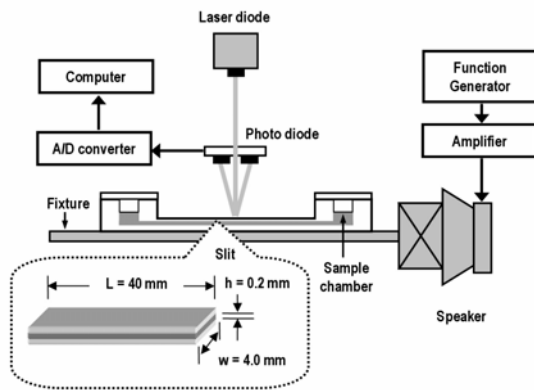 Laser diode
Computer
Function
Generator
Photo diode
A/D converter
Amplifier
Fixture
Slit
Sample
chamber
L = 40 mm
h = 0.2 mm
w = 4.0 mm
Speaker